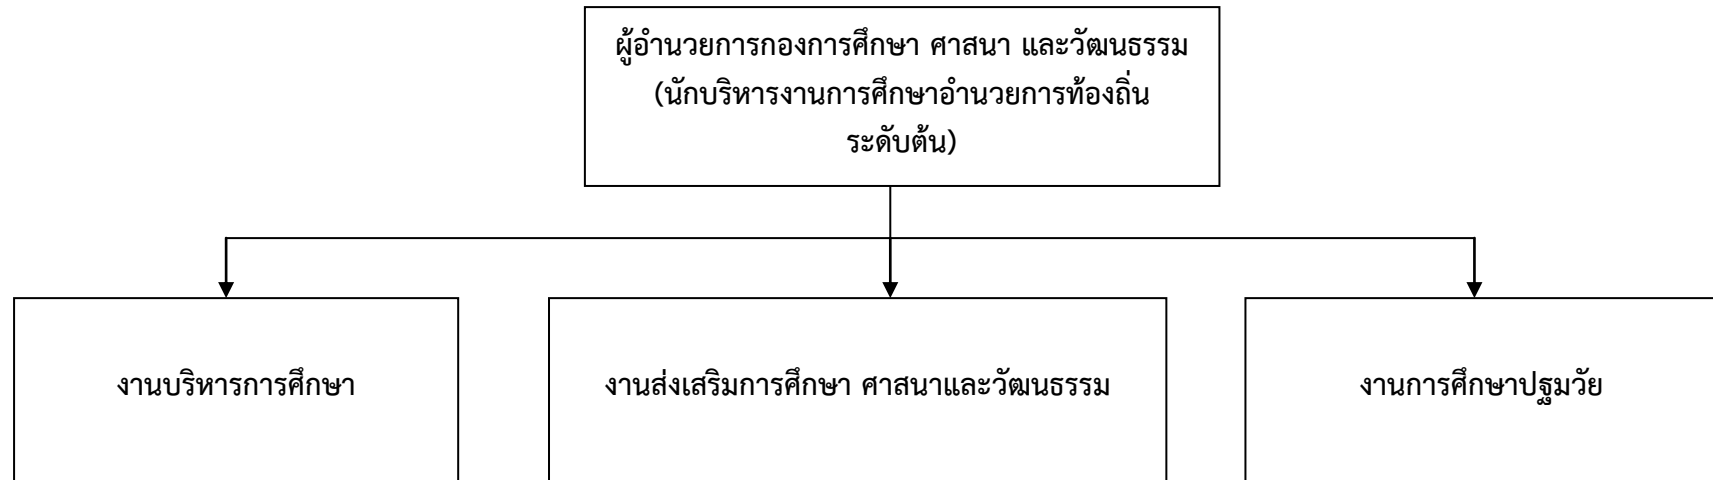 ผู้อำนวยการกองการศึกษา ศาสนา และวัฒนธรรม
(นักบริหารงานการศึกษาอำนวยการท้องถิ่น
ระดับต้น)
งานบริหารการศึกษา
งานส่งเสริมการศึกษา ศาสนาและวัฒนธรรม
งานการศึกษาปฐมวัย